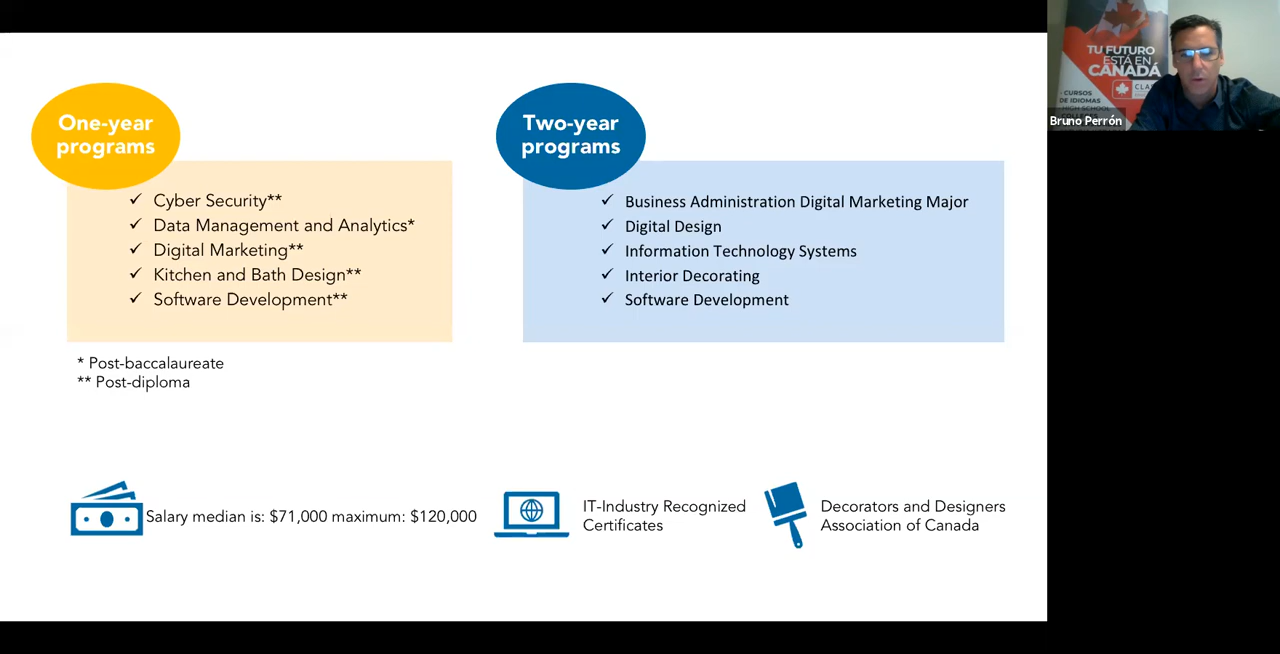 One-year
programs
Cyber Security**
Data Management and Analytics*
Digital Marketing**
Kitchen and Bath Design**
Software Development**
* Post-baccalaureate
** Post-diploma
Two-year
programs
Business Administration Digital Marketing Major
Digital Design
Information Technology Systems
Interior Decorating
Software Development
Salary median is: $71,000 maximum: $120,000
IT-Industry Recognized
Certificates
Decorators and Designers
Association of Canada
TU FUTURO
ESTÁ EN
CANADÁ
CURSOS
DE IDIOMAS
HIGH SCHOOL
Bruno Perrón